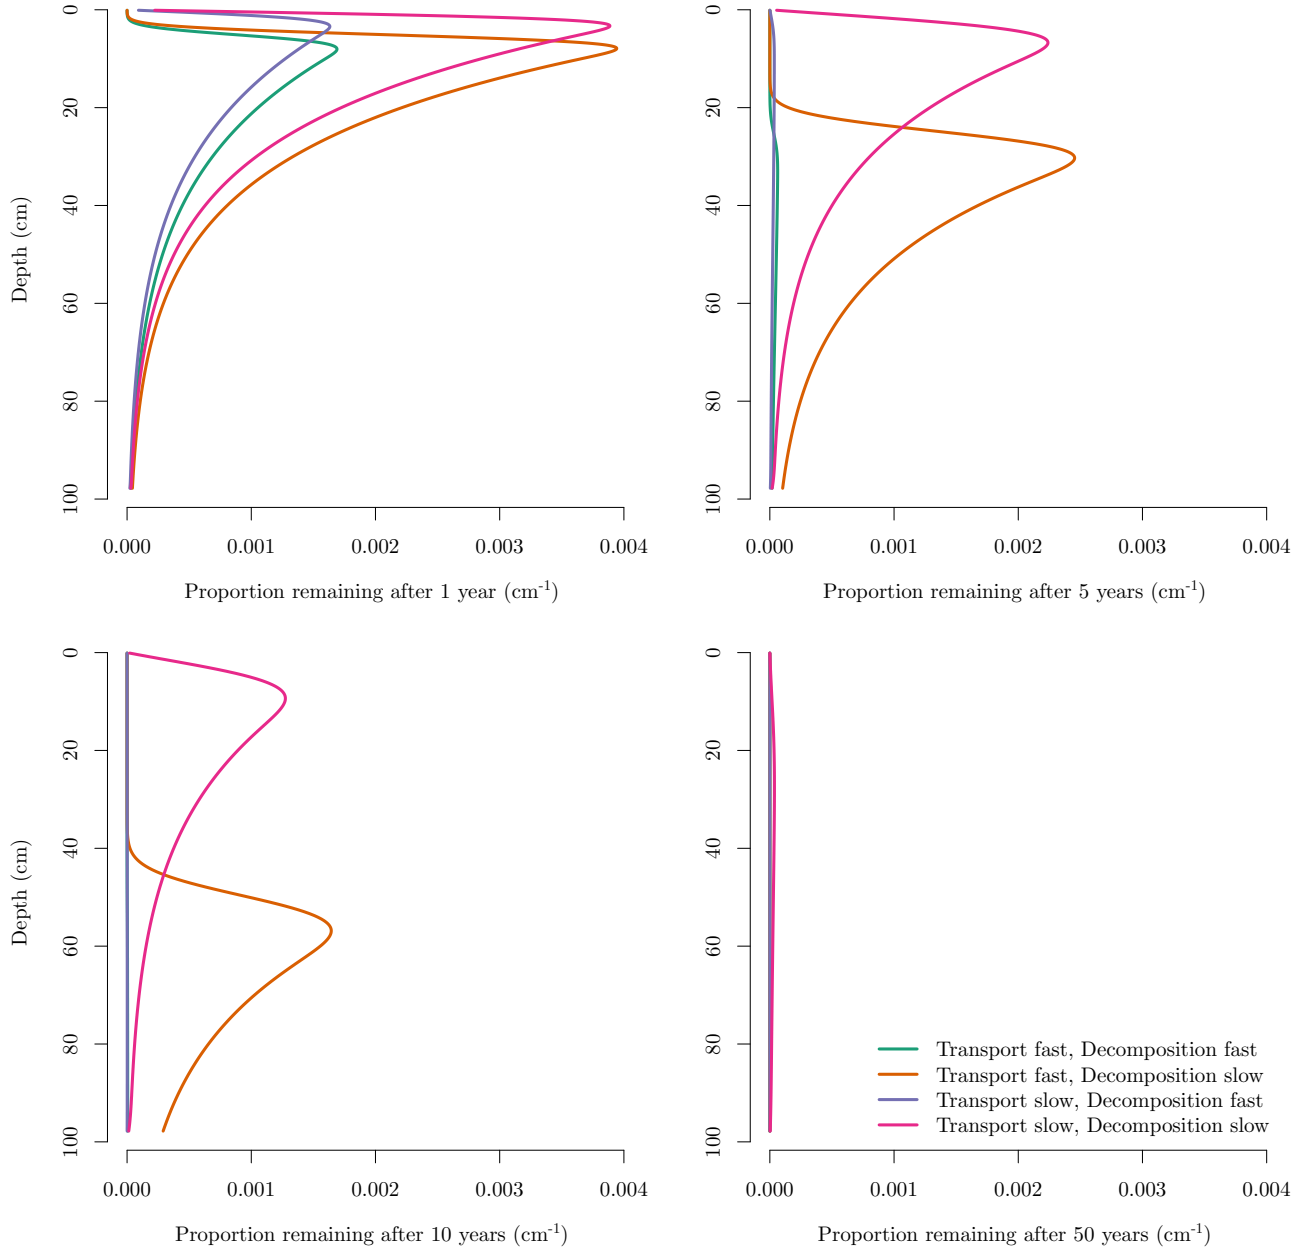 0
20
40
60
80
100
Depth (cm)
0.000 0.001 0.002 0.003 0.004
Proportion remaining after 1 year (cm-1)
0
20
40
60
80
100
0.000 0.001 0.002 0.003 0.004
Proportion remaining after 5 years (cm-1)
0
20
40
60
80
100
Depth (cm)
0.000 0.001 0.002 0.003 0.004
Proportion remaining after 10 years (cm-1)
0
20
40
60
80
100
Transport fast, Decomposition fast
Transport fast, Decomposition slow
Transport slow, Decomposition fast
Transport slow, Decomposition slow
0.000 0.001 0.002 0.003 0.004
Proportion remaining after 50 years (cm-1)